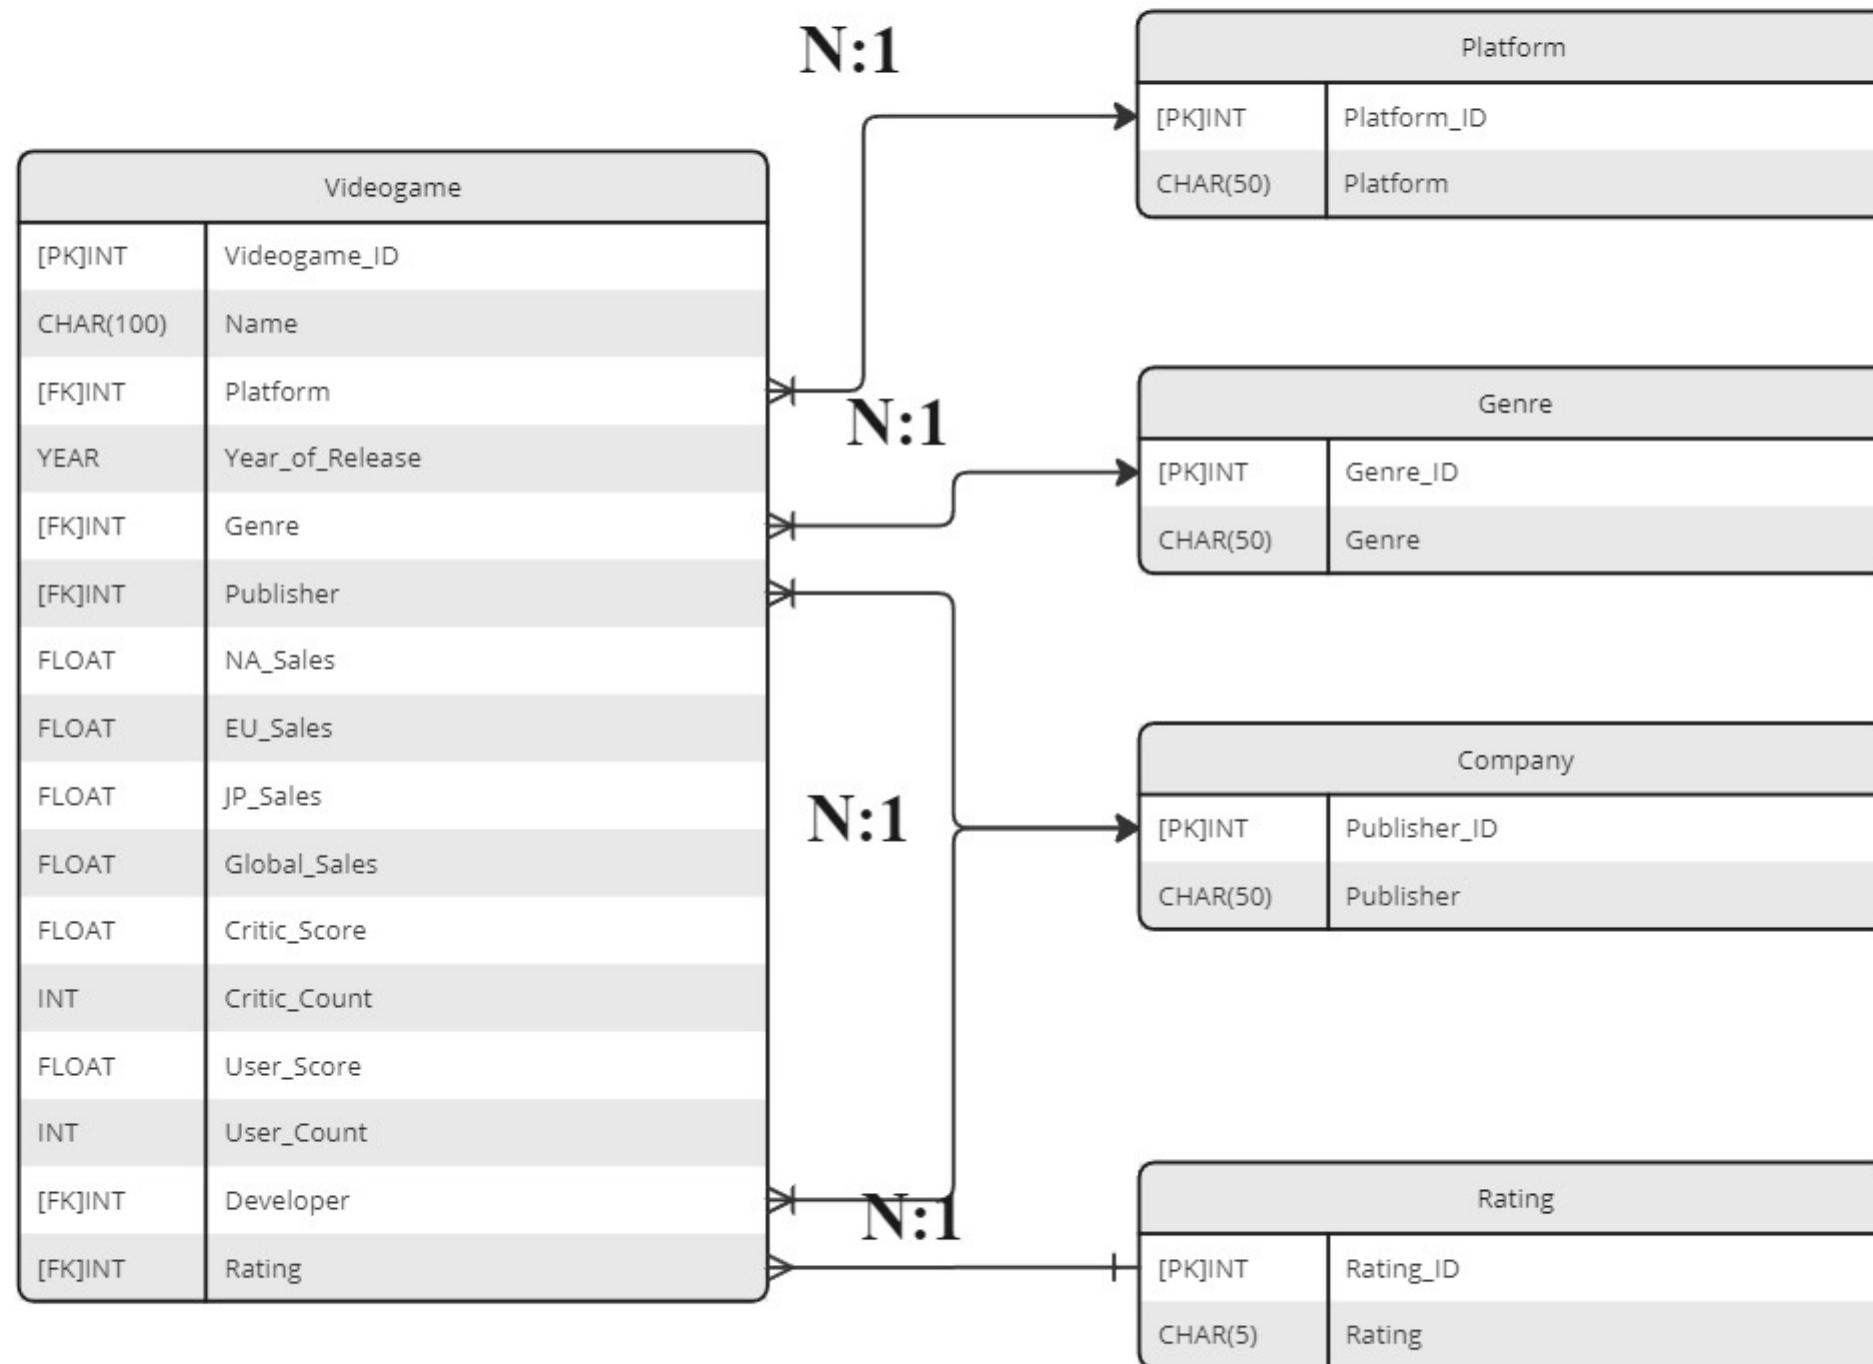 N:1
Platform
[PK]INT Platform_ID
CHAR(50) Platform
Videogame
[PK]INT Videogame_ID
CHAR(100) Name
[FK]INT Platform
YEAR Year_of_Release
[FK]INT Genre
[FK]INT Publisher
FLOAT NA_Sales
FLOAT EU_Sales
FLOAT JP_Sales
FLOAT Global_Sales
FLOAT Critic_Score
INT Critic_Count
FLOAT User_Score
INT User_Count
[FK]INT Developer
[FK]INT Rating
N:1
Genre
[PK]INT Genre_ID
CHAR(50) Genre
N:1
Company
[PK]INT Publisher_ID
CHAR(50) Publisher
N:1
Rating
[PK]INT Rating_ID
CHAR(5) Rating